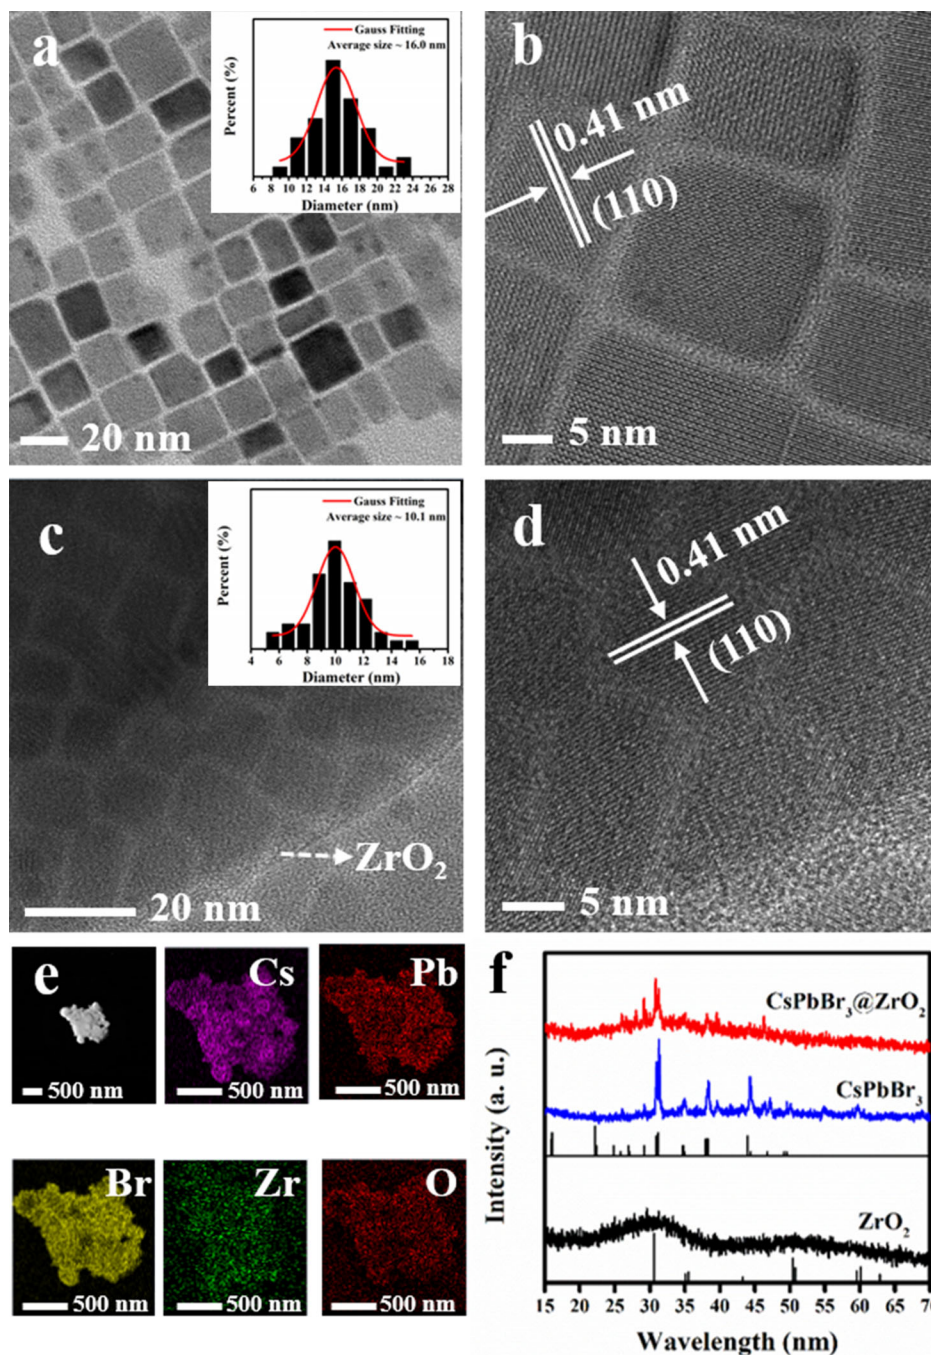 a
Gauss Fitting
Average size ~ 16.0 nm
Percent (%)
6 8 10 12 14 16 18 20 22 24 26 28
Diameter (nm)
20 nm
b
0.41 nm
(110)
5 nm
c
Gauss Fitting
Average size ~ 10.1 nm
Percent (%)
4 6 8 10 12 14 16 18
Diameter (nm)
ZrO₂
20 nm
d
0.41 nm
(110)
5 nm
e
500 nm
Cs
500 nm
Pb
500 nm
Br
500 nm
Zr
500 nm
O
500 nm
f
CsPbBr₃@ZrO₂
CsPbBr₃
ZrO₂
Intensity (a. u.)
15 20 25 30 35 40 45 50 55 60 65 70
Wavelength (nm)